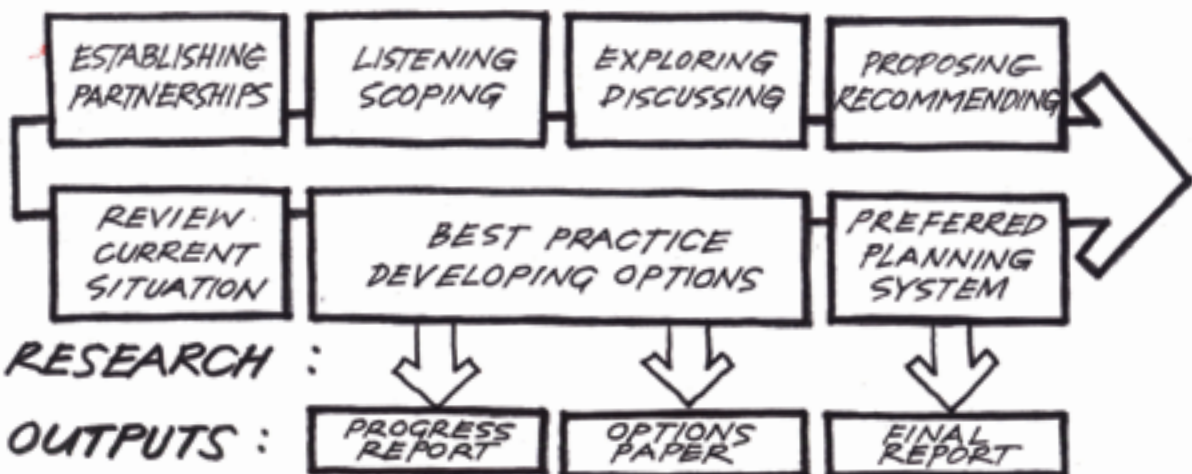 ESTABLISHING
PARTNERSHIPS
LISTENING
SCOPING
EXPLORING
DISCUSSING
PROPOSING
RECOMMENDING
REVIEW
CURRENT
SITUATION
BEST PRACTICE
DEVELOPING OPTIONS
PREFERRED
PLANNING
SYSTEM
RESEARCH :
OUTPUTS :
PROGRESS
REPORT
OPTIONS
PAPER
FINAL
REPORT